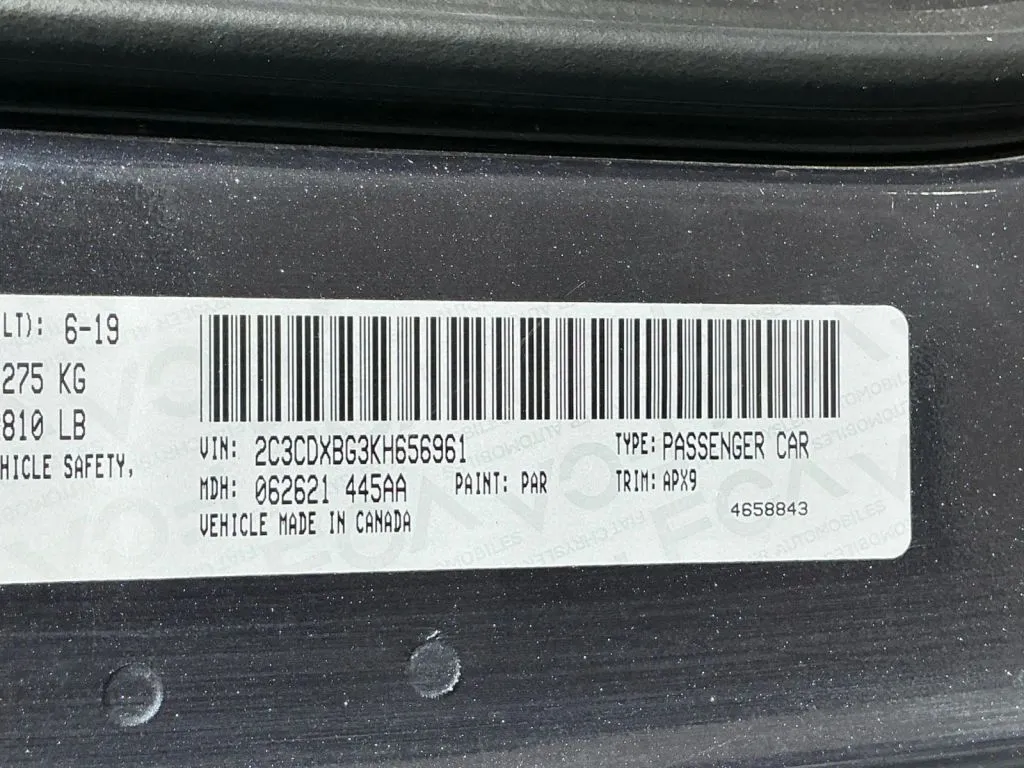 LT): 6-19
275 KG
810 LB
HICLE SAFETY,
VIN: 2C3CDXBG3KH656961
TYPE: PASSENGER CAR
MDH: 062621 445AA
PAINT: PAR
TRIM: APX9
VEHICLE MADE IN CANADA
4658843